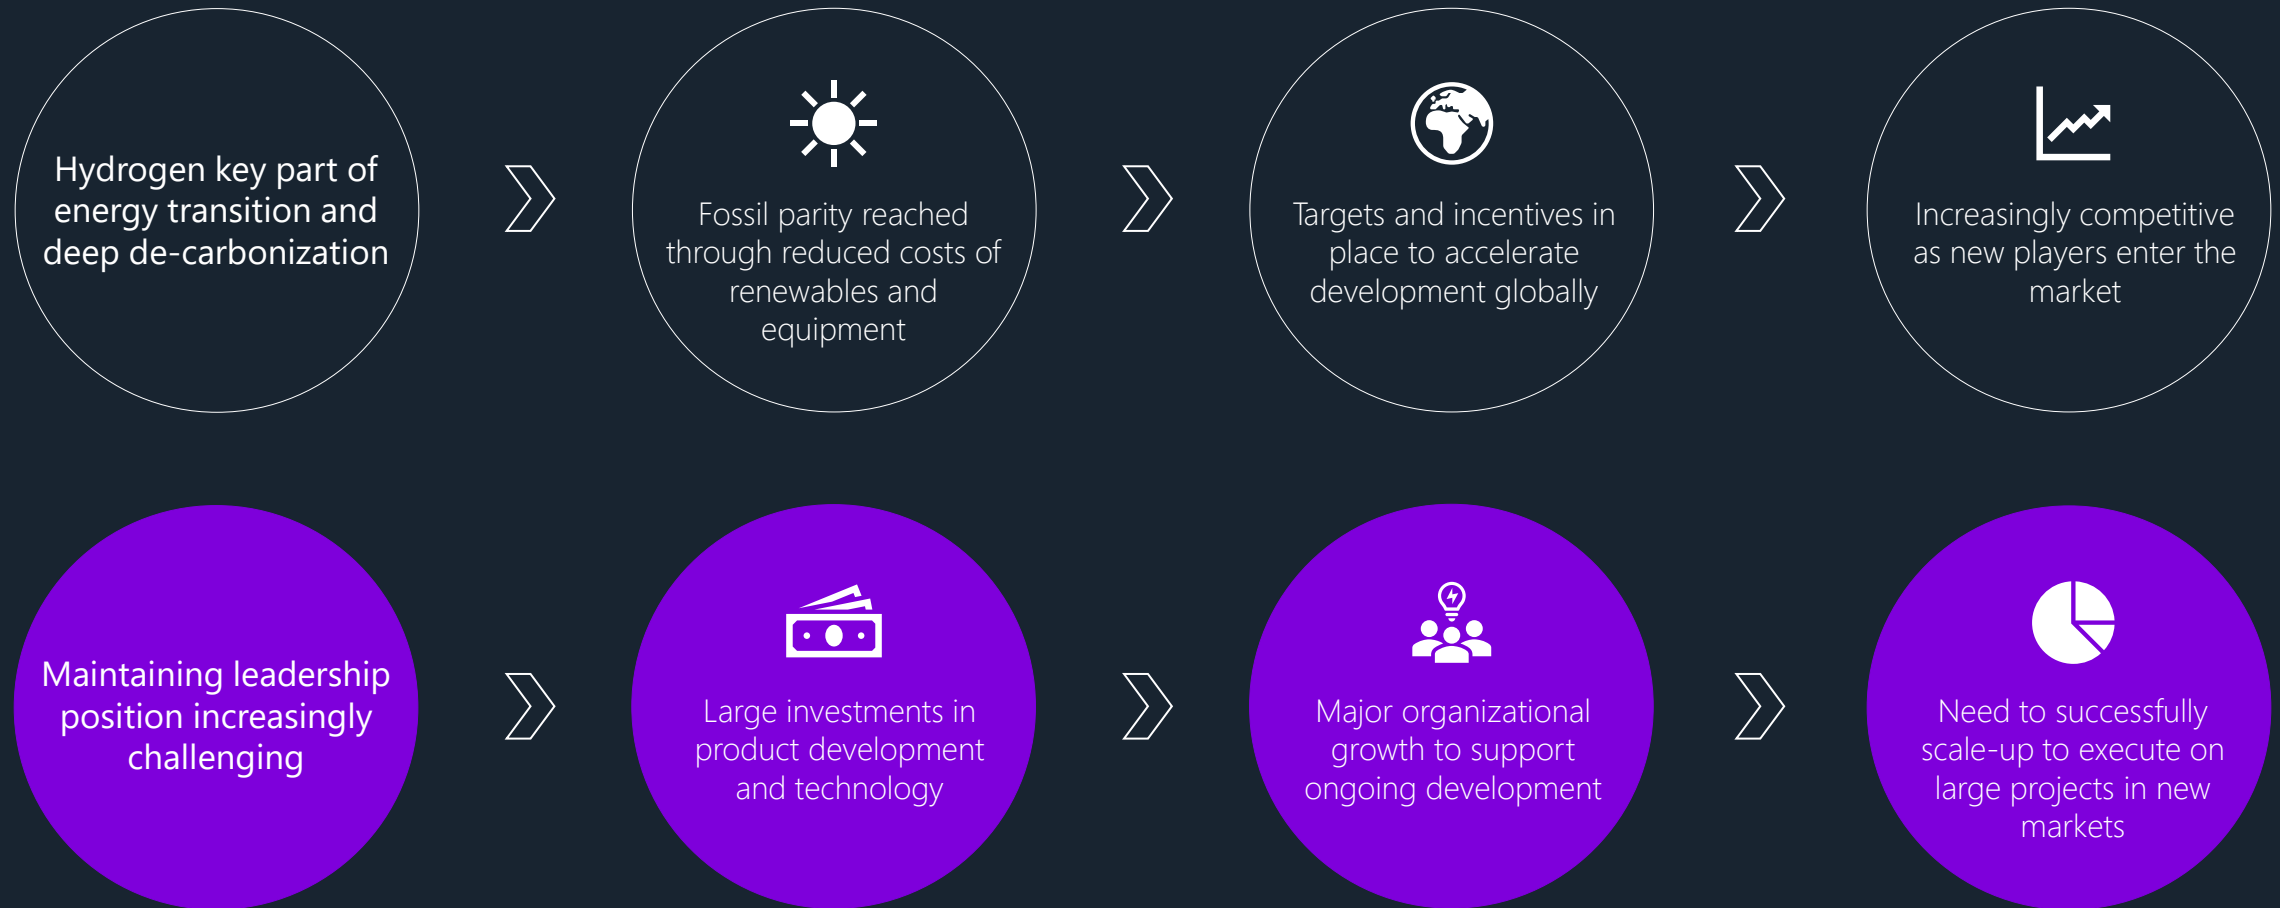 Hydrogen key part of
energy transition and
deep de-carbonization
Fossil parity reached
through reduced costs of
renewables and
equipment
Targets and incentives in
place to accelerate
development globally
Increasingly competitive
as new players enter the
market
Maintaining leadership
position increasingly
challenging
Large investments in
product development
and technology
Major organizational
growth to support
ongoing development
Need to successfully
scale-up to execute on
large projects in new
markets